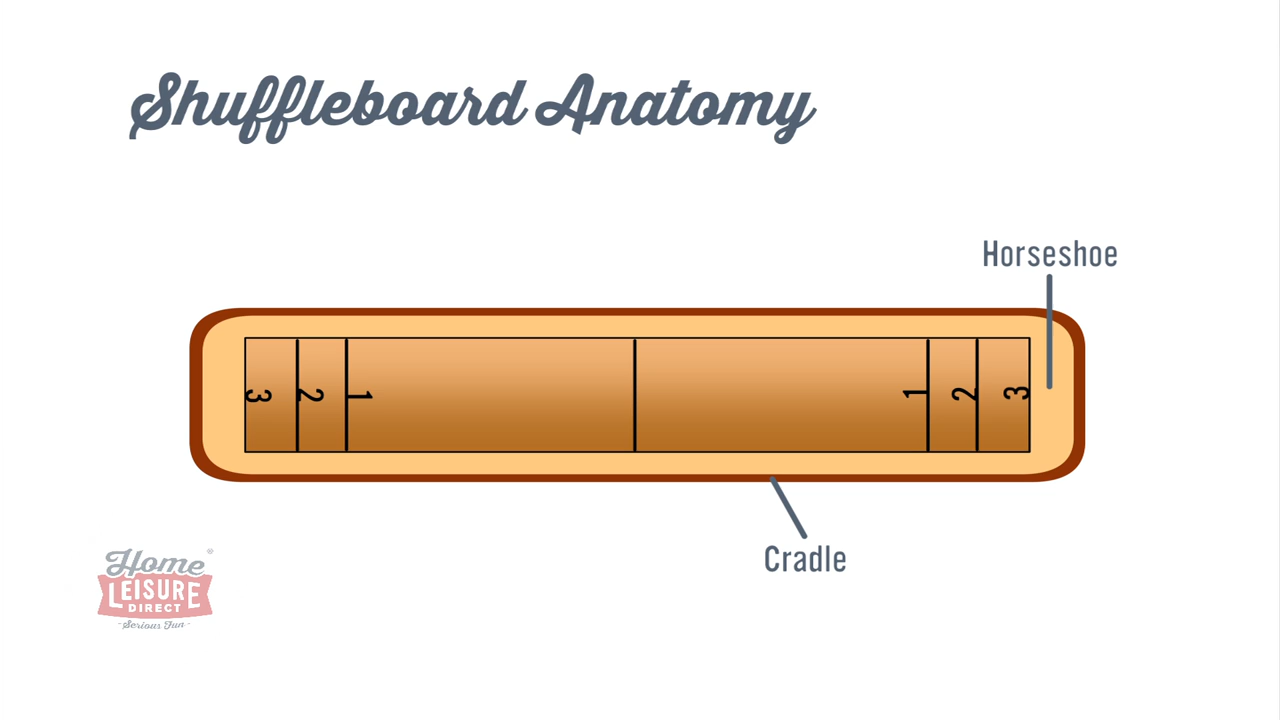 Shuffleboard Anatomy
Horseshoe
3 2 1 1 2 3
Cradle
Home ®
LEISURE
DIRECT
-Serious Fun-